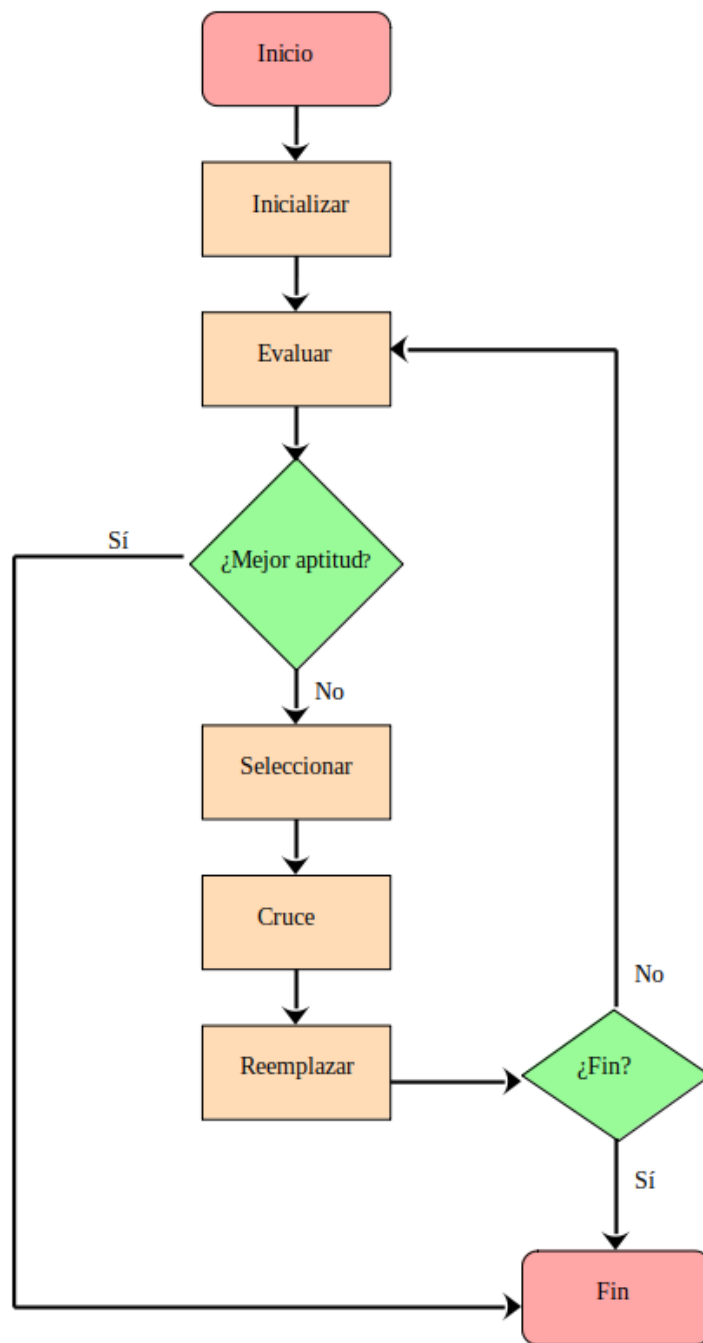 Inicio
Inicializar
Evaluar
Sí
¿Mejor aptitud?
No
Seleccionar
Cruce
No
Reemplazar
¿Fin?
Sí
Fin